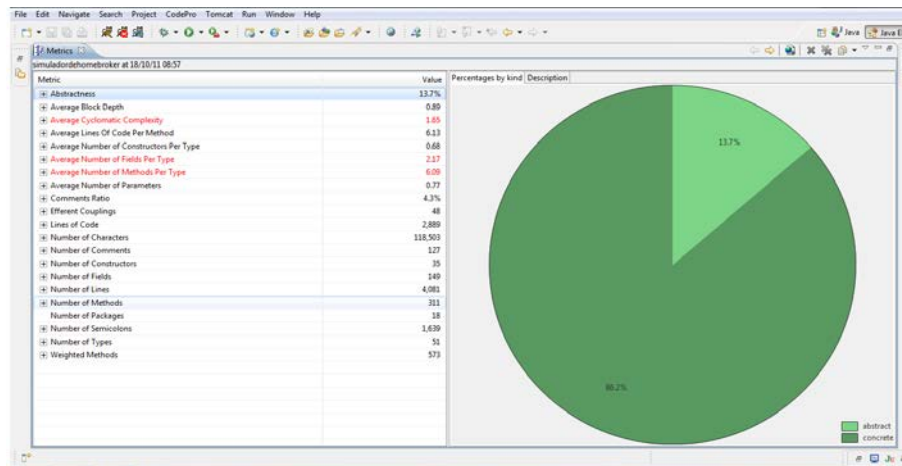 File Edit Navigate Search Project CodePro Tomcat Run Window Help
Java Java E
Metrics
simuladordehomebroker at 18/10/11 08:57
Metric Value
Abstractness 13.7%
Average Block Depth 0.89
Average Cyclomatic Complexity 1.65
Average Lines Of Code Per Method 6.13
Average Number of Constructors Per Type 0.68
Average Number of Fields Per Type 2.17
Average Number of Methods Per Type 6.09
Average Number of Parameters 0.77
Comments Ratio 4.3%
Efferent Couplings 48
Lines of Code 2,889
Number of Characters 118,503
Number of Comments 127
Number of Constructors 35
Number of Fields 149
Number of Lines 4,081
Number of Methods 311
Number of Packages 18
Number of Semicolons 1,639
Number of Types 51
Weighted Methods 573
Percentages by kind Description
13.7%
86.2%
abstract
concrete